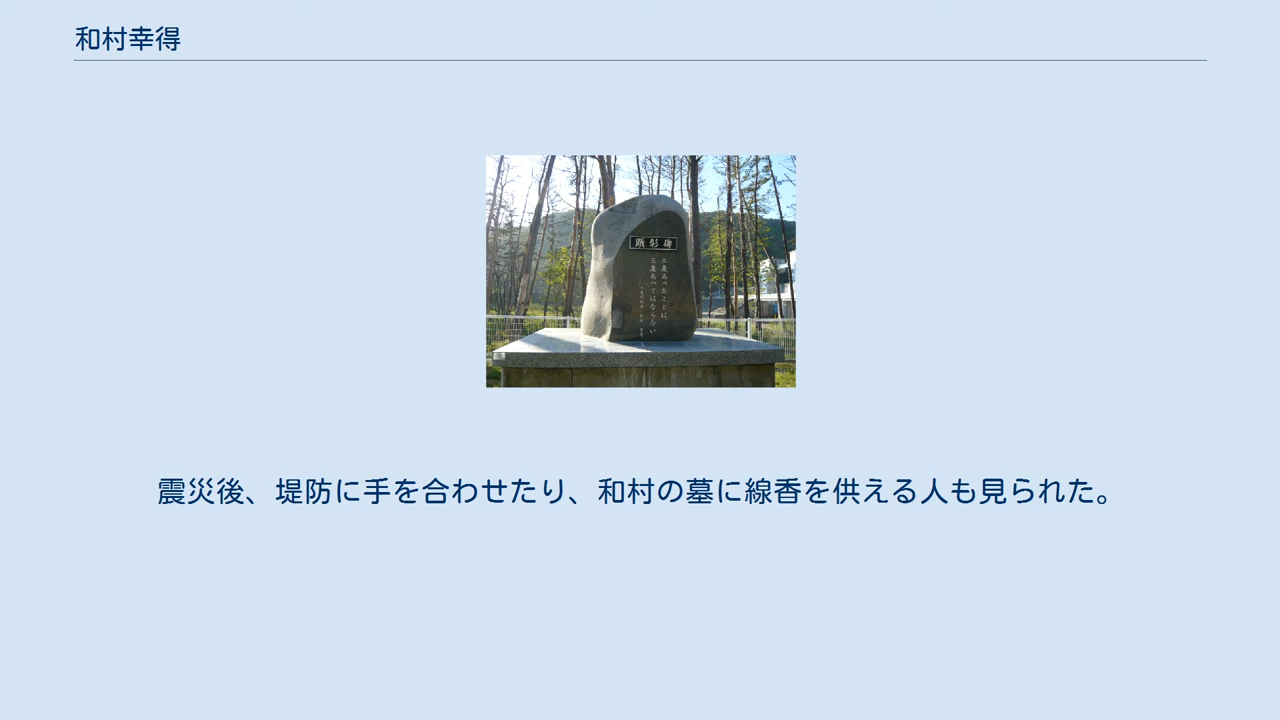 和村幸得
顕彰碑
二度あったことは、
三度あってはならない
震災後、堤防に手を合わせたり、和村の墓に線香を供える人も見られた。